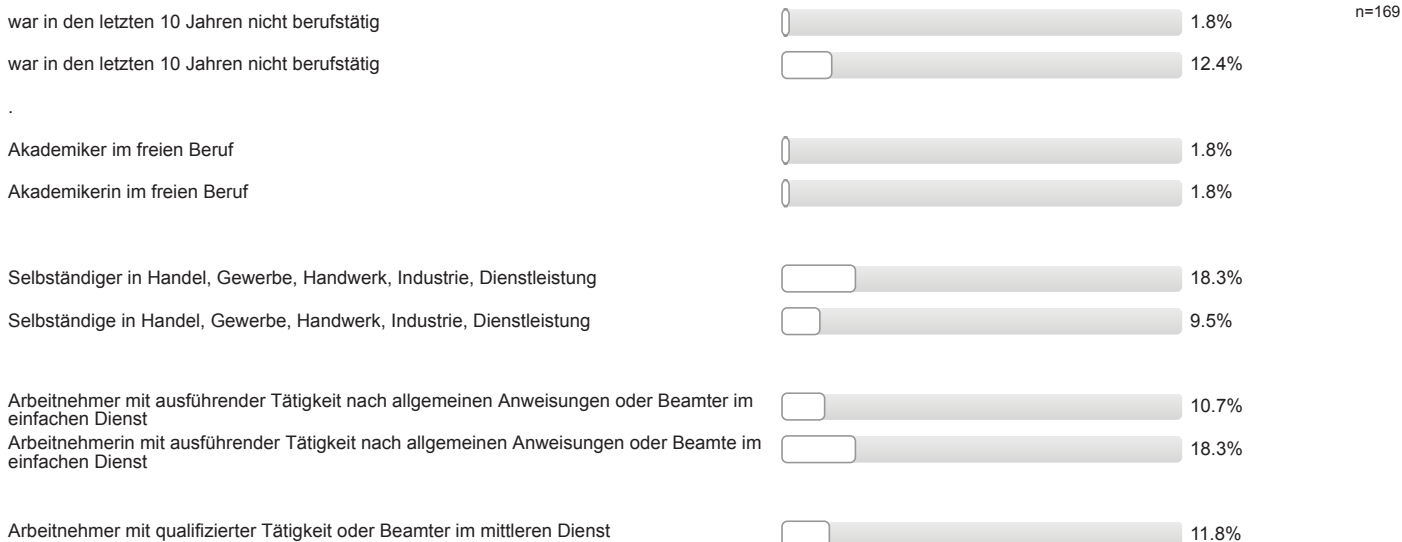 war in den letzten 10 Jahren nicht berufstätig 1.8% n=169
war in den letzten 10 Jahren nicht berufstätig 12.4%
.
Akademiker im freien Beruf 1.8%
Akademikerin im freien Beruf 1.8%
Selbständiger in Handel, Gewerbe, Handwerk, Industrie, Dienstleistung 18.3%
Selbständige in Handel, Gewerbe, Handwerk, Industrie, Dienstleistung 9.5%
Arbeitnehmer mit ausführender Tätigkeit nach allgemeinen Anweisungen oder Beamter im
einfachen Dienst 10.7%
Arbeitnehmerin mit ausführender Tätigkeit nach allgemeinen Anweisungen oder Beamte im
einfachen Dienst 18.3%
Arbeitnehmer mit qualifizierter Tätigkeit oder Beamter im mittleren Dienst 11.8%